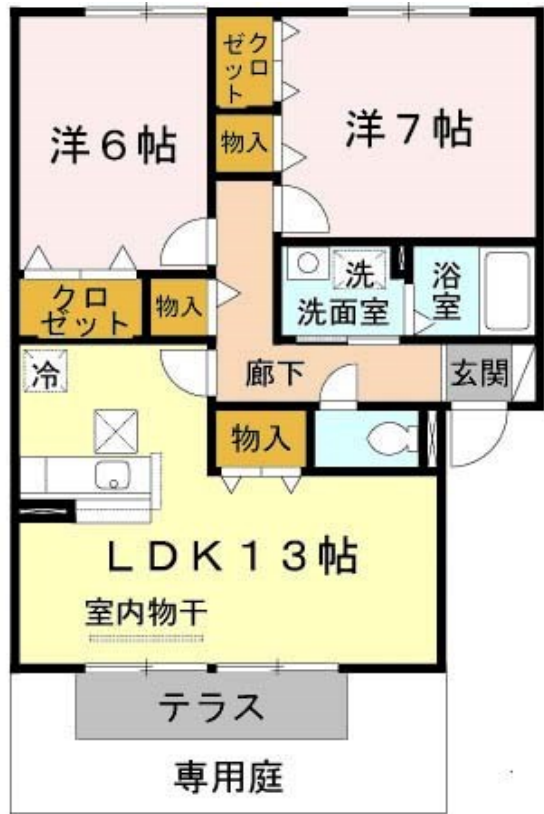 クロ
ゼット
洋6帖
物入
洋7帖
クロ
ゼット
物入
洗
洗面室
浴室
冷
廊下
玄関
物入
LDK13帖
室内物干
テラス
専用庭